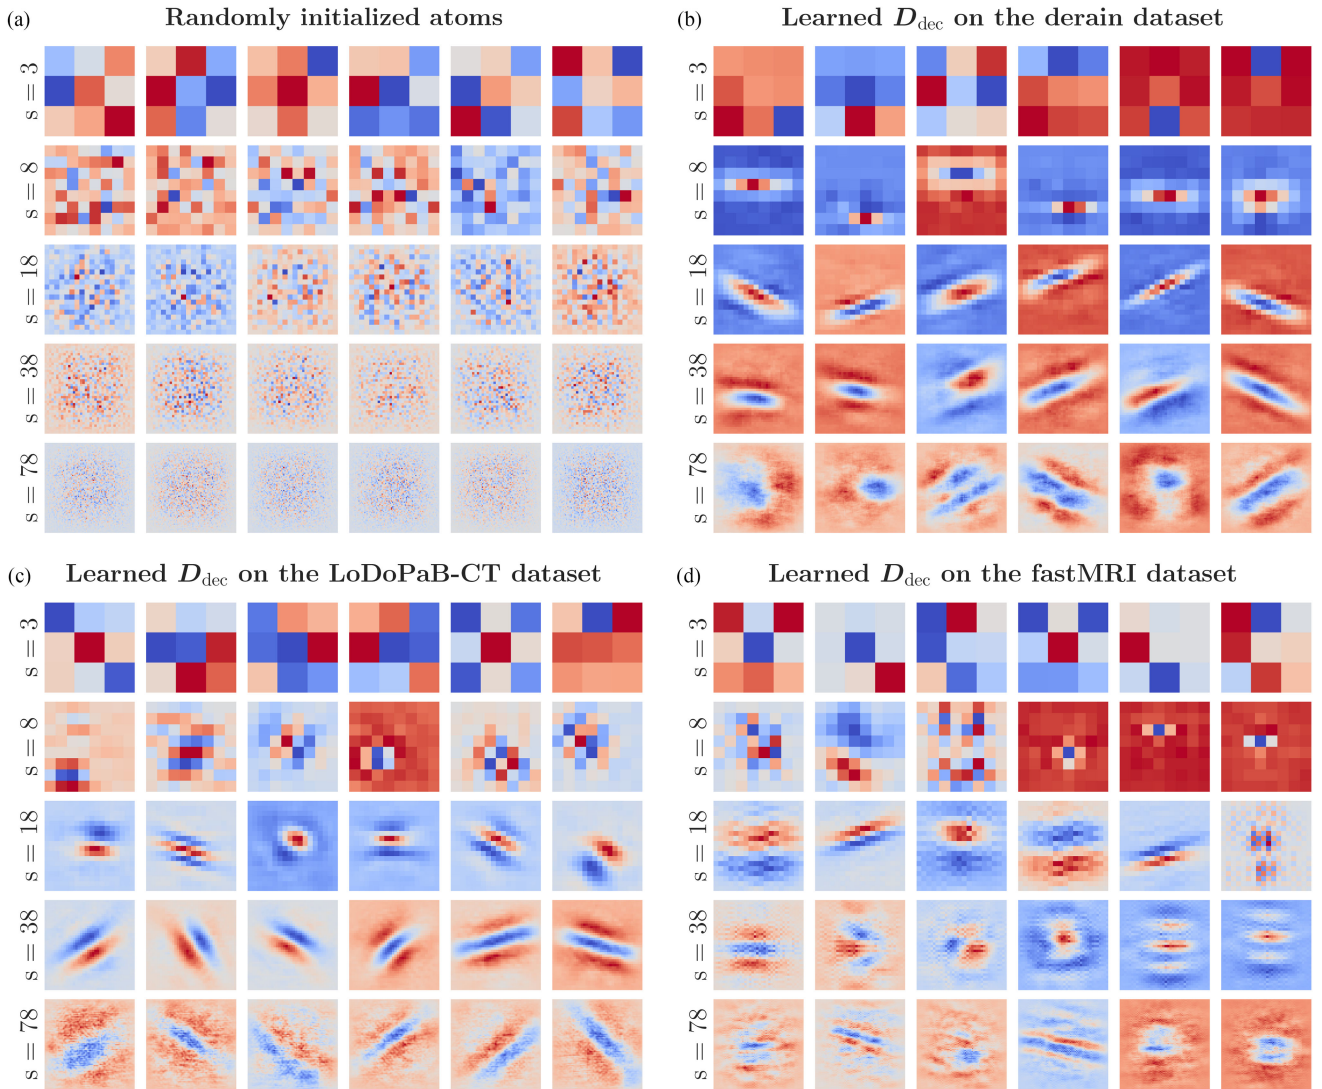 (a) Randomly initialized atoms
s = 3
s = 8
s = 18
s = 38
s = 78
(b) Learned D_dec on the derain dataset
s = 3
s = 8
s = 18
s = 38
s = 78
(c) Learned D_dec on the LoDoPaB-CT dataset
s = 3
s = 8
s = 18
s = 38
s = 78
(d) Learned D_dec on the fastMRI dataset
s = 3
s = 8
s = 18
s = 38
s = 78